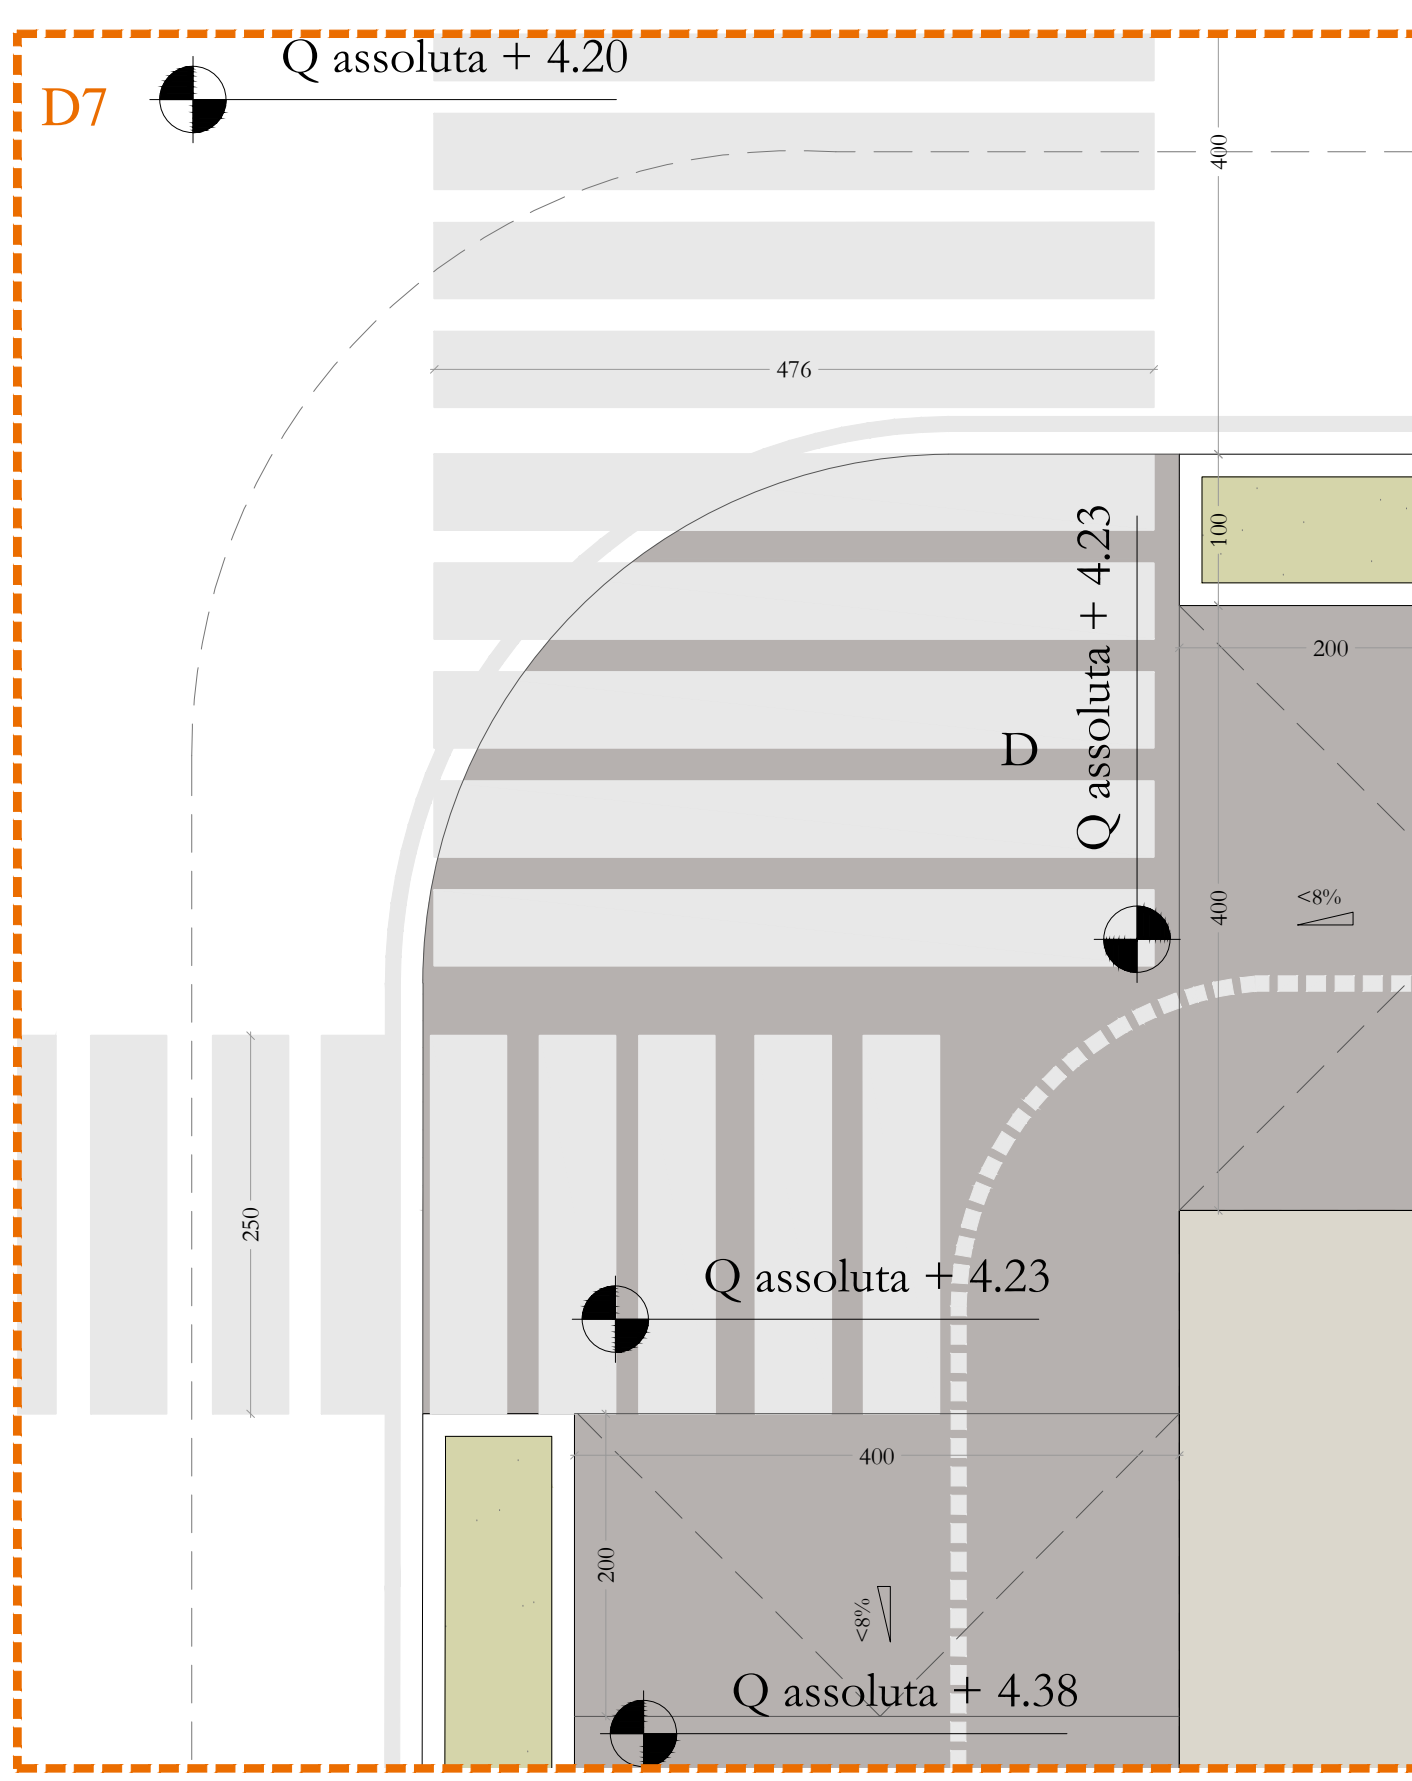 Q assoluta + 4.20
D7
400
476
100
Q assoluta + 4.23
200
D
<8%
400
250
Q assoluta + 4.23
400
200
<8%
Q assoluta + 4.38